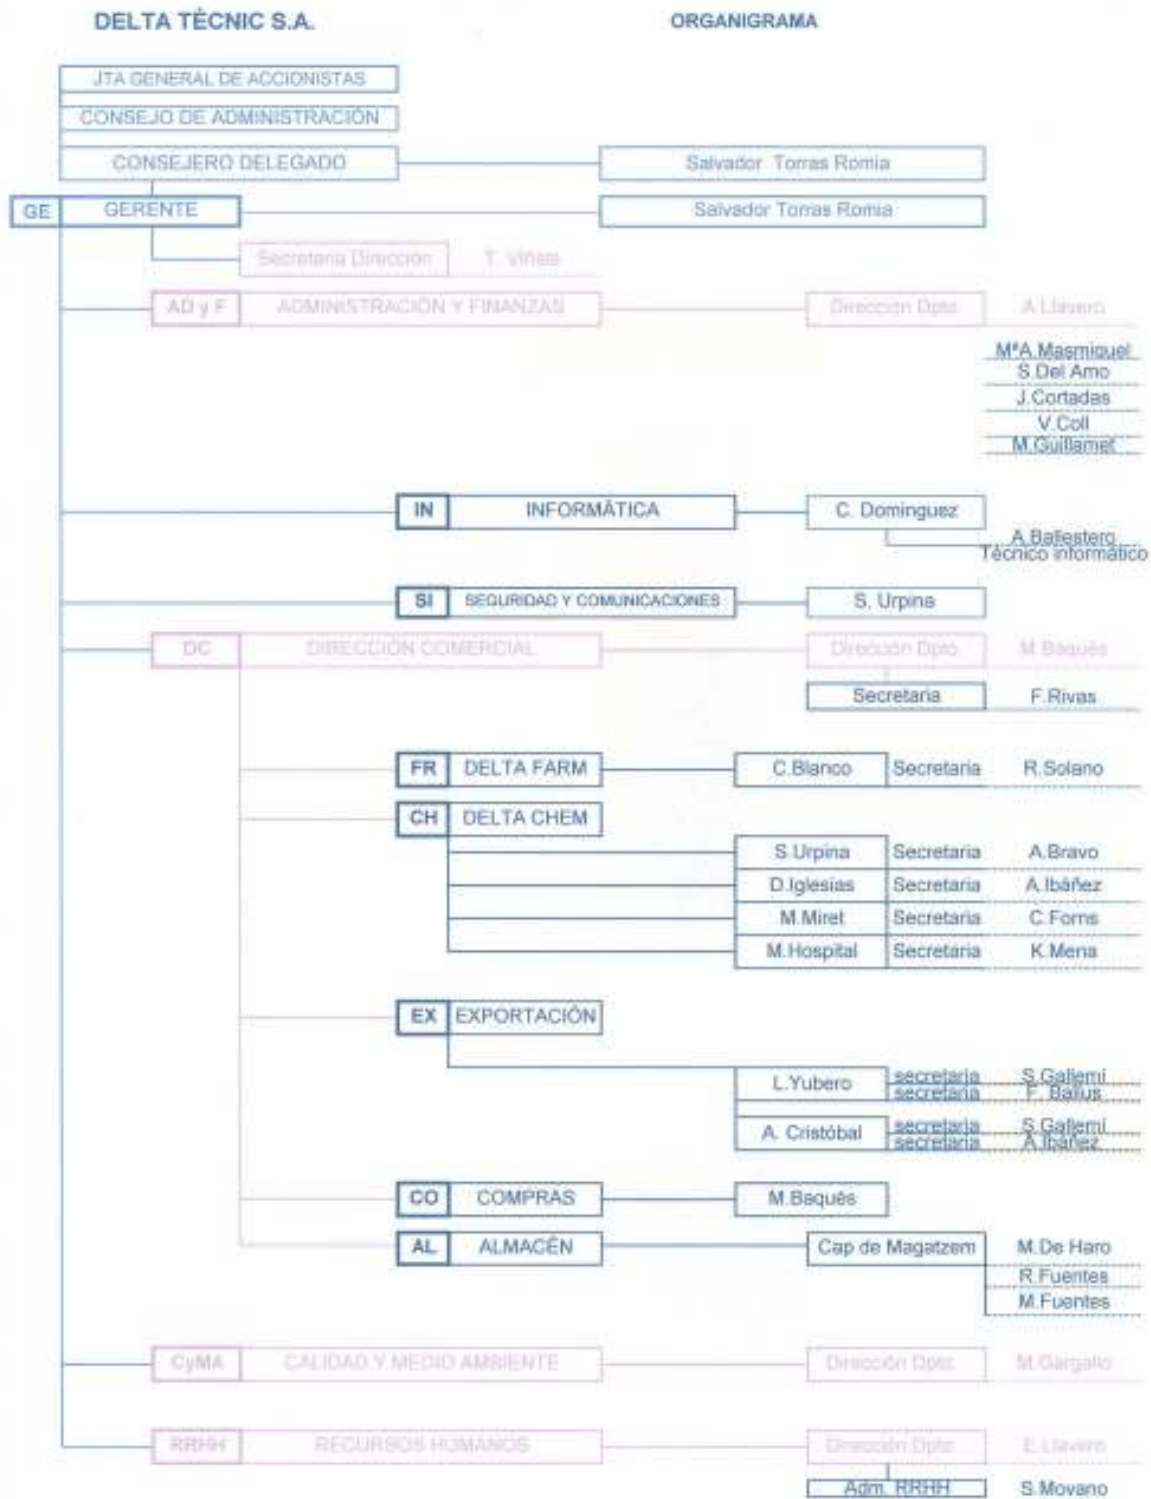 DELTA TÈCNIC S.A. ORGANIGRAMA
JTA GENERAL DE ACCIONISTAS
CONSEJO DE ADMINISTRACIÓN
CONSEJERO DELEGADO Salvador Torras Romia
GE GERENTE Salvador Torras Romia
Secretaria Dirección T. Viñals
AD y F ADMINISTRACIÓN Y FINANZAS Dirección Dpto. A.Llavero
MªA.Masmiquel
S.Del Amo
J.Cortadas
V.Coll
M.Guillamet
IN INFORMÁTICA C. Dominguez
A.Ballestero
Técnico informático
SI SEGURIDAD Y COMUNICACIONES S. Urpina
DC DIRECCIÓN COMERCIAL Dirección Dpto. M.Baqués
Secretaria F.Rivas
FR DELTA FARM C.Blanco Secretaria R.Solano
CH DELTA CHEM
S.Urpina Secretaria A.Bravo
D.Iglesias Secretaria A.Ibáñez
M.Miret Secretaria C.Forns
M.Hospital Secretaria K.Mena
EX EXPORTACIÓN
L.Yubero secretaria S.Gallemí
secretaria F. Ballus
A. Cristóbal secretaria S.Gallemí
secretaria A.Ibáñez
CO COMPRAS M.Baqués
AL ALMACÉN Cap de Magatzem M.De Haro
R.Fuentes
M.Fuentes
CyMA CALIDAD Y MEDIO AMBIENTE Dirección Dpto. M.Gargallo
RRHH RECURSOS HUMANOS Dirección Dpto. E.Llavero
Adm. RRHH S.Moyano